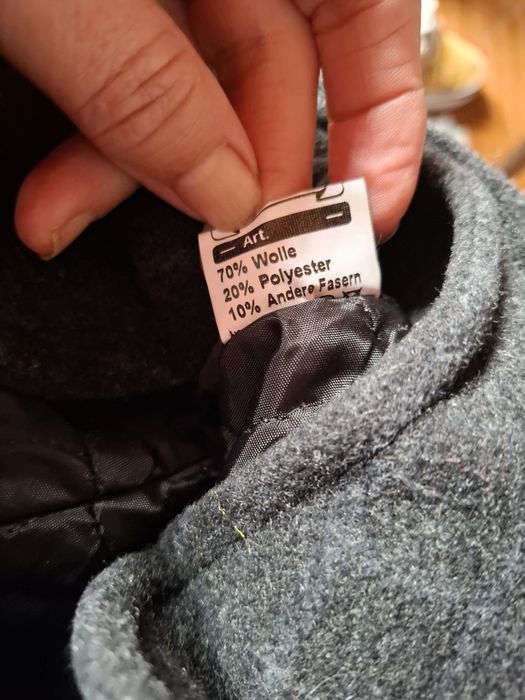 Art.
70% Wolle
20% Polyester
10% Andere Fasern